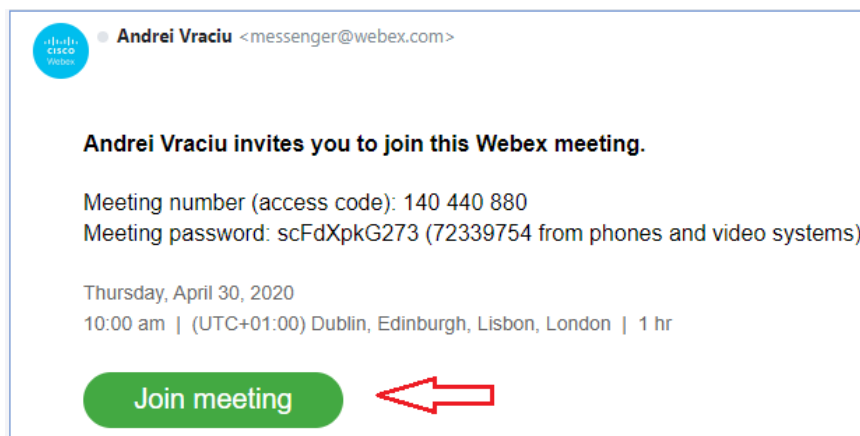 CISCO
Webex
Andrei Vraciu <messenger@webex.com>
Andrei Vraciu invites you to join this Webex meeting.
Meeting number (access code): 140 440 880
Meeting password: scFdXpkG273 (72339754 from phones and video systems)
Thursday, April 30, 2020
10:00 am | (UTC+01:00) Dublin, Edinburgh, Lisbon, London | 1 hr
Join meeting